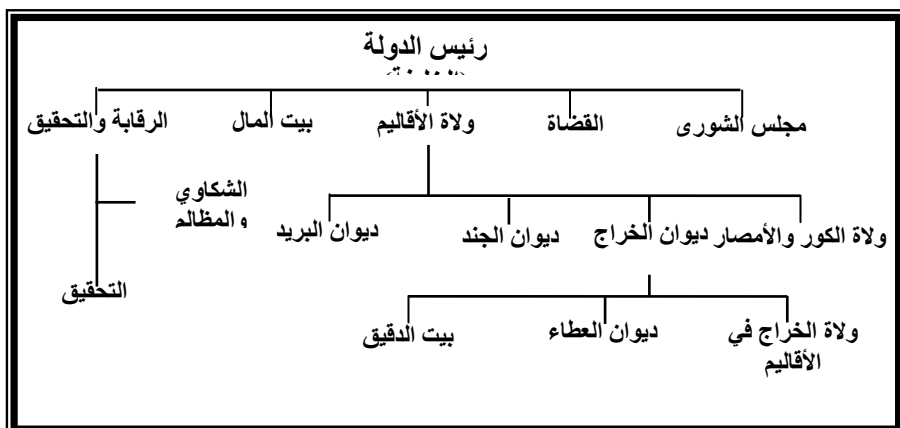 رئيس الدولة
مجلس الشورى
القضاة
ولاة الأقاليم
بيت المال
الرقابة والتحقيق
الشكاوي
والمظالم
التحقيق
ولاة الكور والأمصار
ديوان الخراج
ديوان الجند
ديوان البريد
ولاة الخراج في
الأقاليم
ديوان العطاء
بيت الدقيق